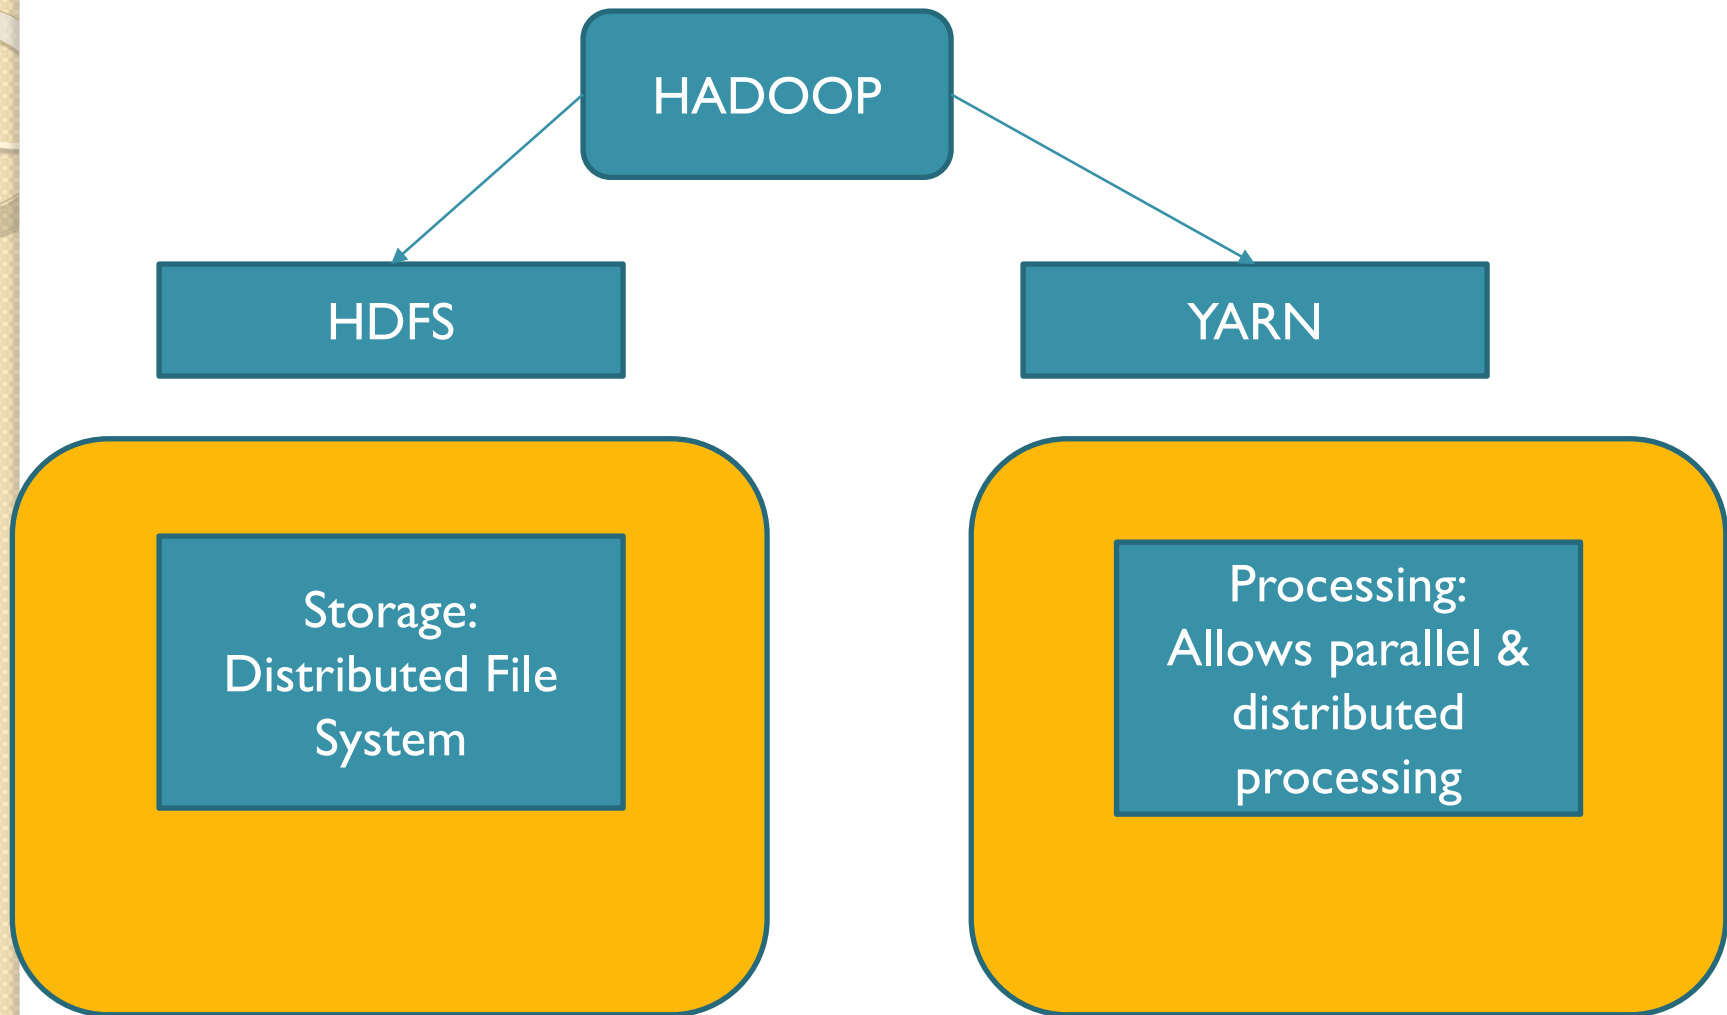 HADOOP
HDFS
YARN
Storage:
Distributed File
System
Processing:
Allows parallel &
distributed
processing